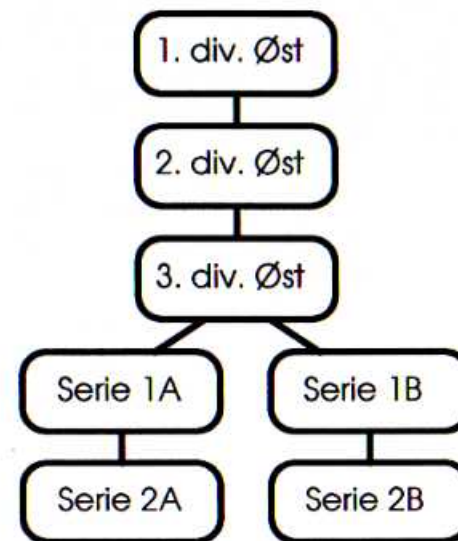 1. div. Øst
2. div. Øst
3. div. Øst
Serie 1A
Serie 1B
Serie 2A
Serie 2B